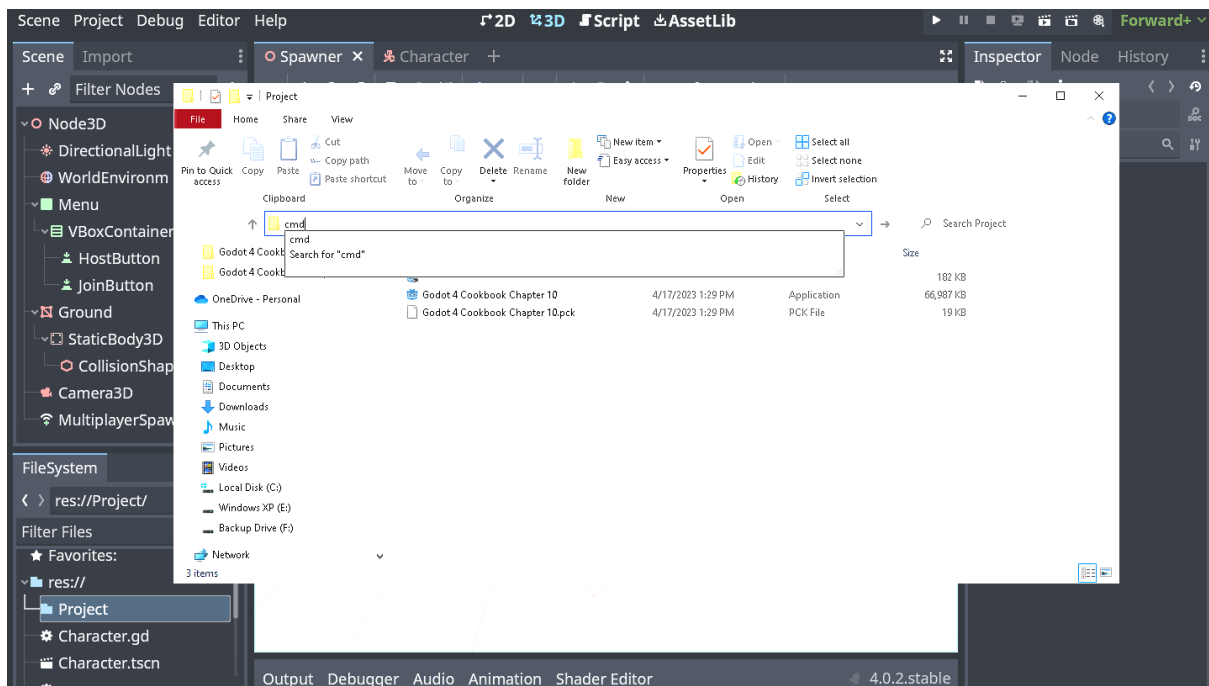 Scene Project Debug Editor Help 2D 3D Script AssetLib Forward+
Scene Import Spawner Character Inspector Node History
Filter Nodes
Project
File Home Share View
Node3D
DirectionalLight
WorldEnvironm
Menu
VBoxContainer
HostButton
JoinButton
Ground
StaticBody3D
CollisionShap
Camera3D
MultiplayerSpaw
Pin to Quick access
Copy
Paste
Cut
Copy path
Paste shortcut
Move to
Copy to
Delete
Rename
New folder
New item
Easy access
Properties
Open
Edit
History
Select all
Select none
Invert selection
Clipboard Organize New Open Select
cmd Search Project
cmd
Search for "cmd"
Size
Godot 4 Cookb
Godot 4 Cookb
182 KB
Godot 4 Cookbook Chapter 10 4/17/2023 1:29 PM Application 66,987 KB
Godot 4 Cookbook Chapter 10.pck 4/17/2023 1:29 PM PCK File 19 KB
OneDrive - Personal
This PC
3D Objects
Desktop
Documents
Downloads
Music
Pictures
Videos
Local Disk (C:)
Windows XP (E:)
Backup Drive (F:)
Network
3 items
FileSystem
res://Project/
Filter Files
Favorites:
res://
Project
Character.gd
Character.tscn
Output Debugger Audio Animation Shader Editor 4.0.2.stable
DOC